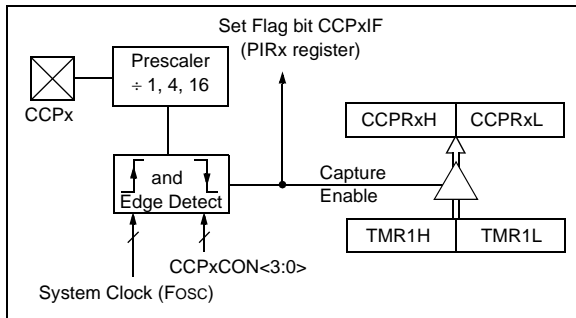 Set Flag bit CCPxIF
(PIRx register)
Prescaler
÷ 1, 4, 16
CCPx
CCPRxH
CCPRxL
and
Edge Detect
Capture
Enable
TMR1H
TMR1L
CCPxCON<3:0>
System Clock (FOSC)